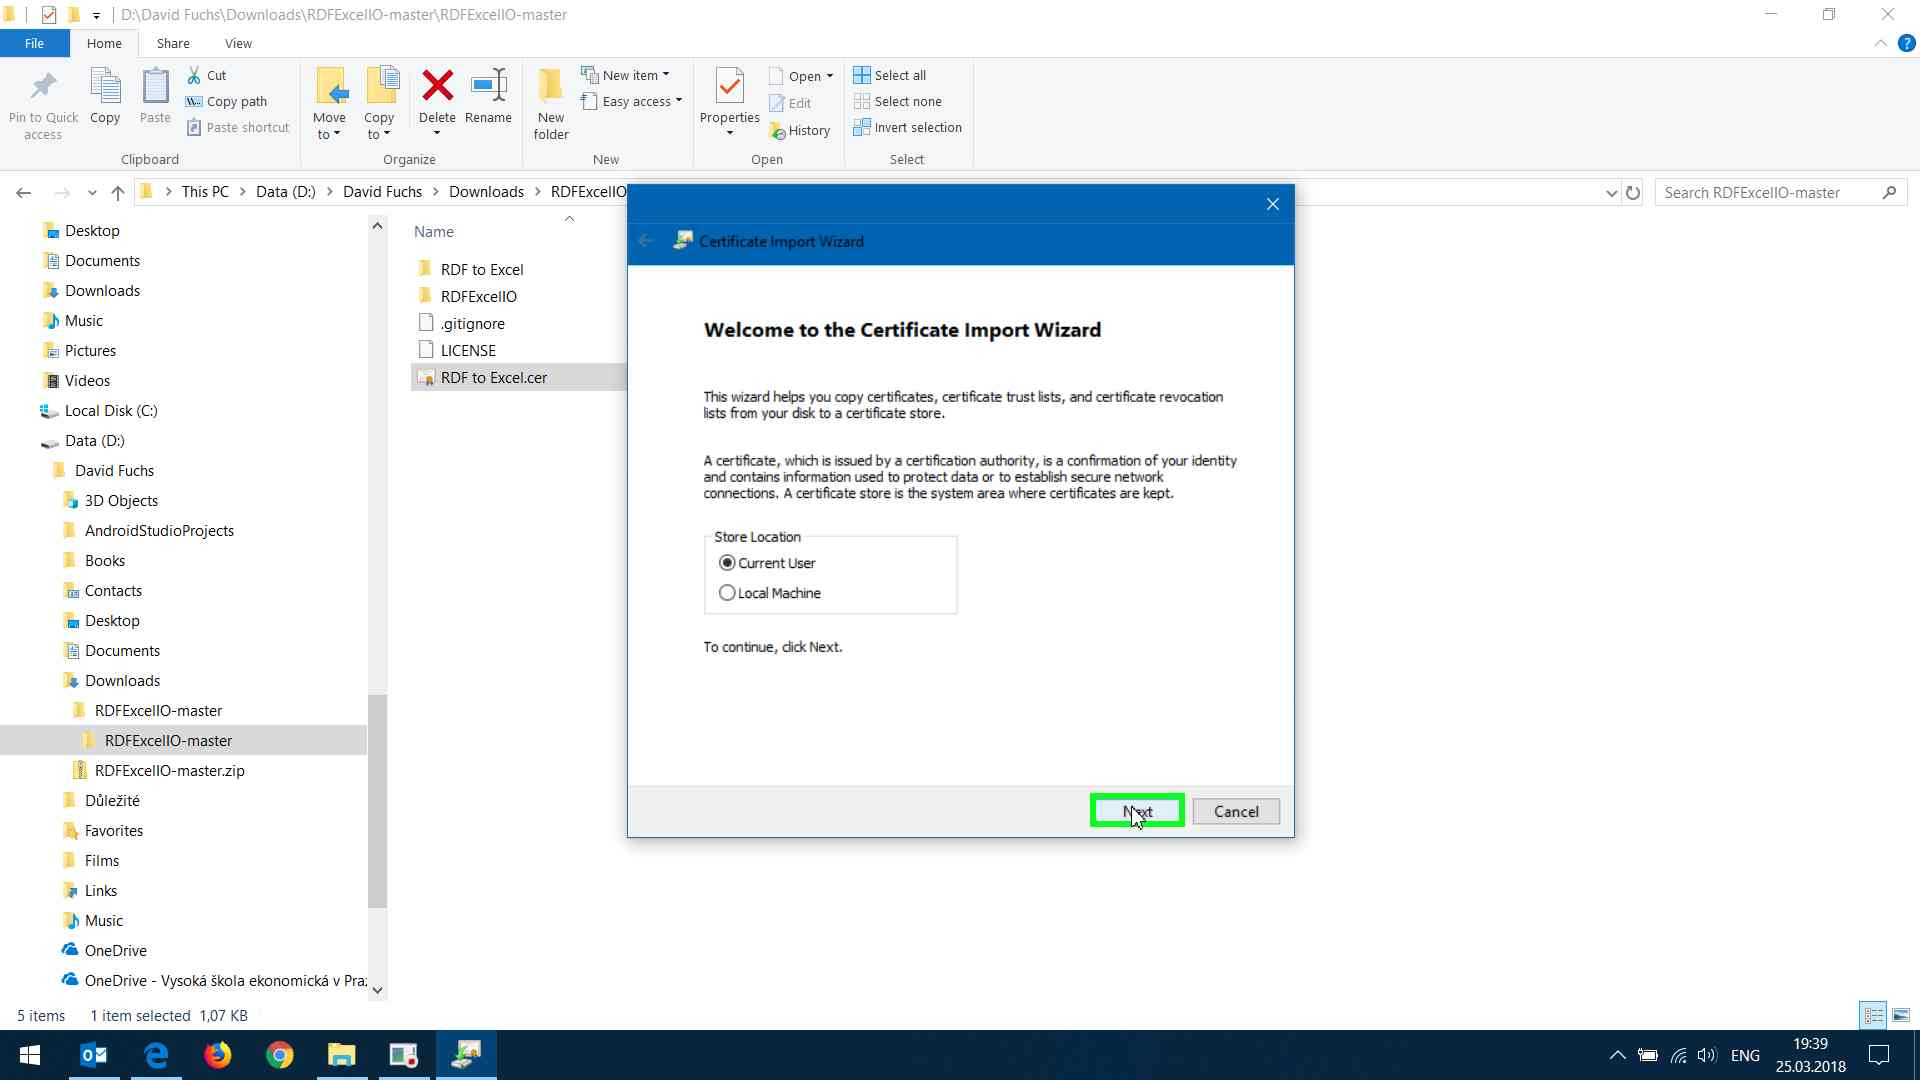 D:\David Fuchs\Downloads\RDFExcelIO-master\RDFExcelIO-master
File
Home
Share
View
Pin to Quick access
Copy
Paste
Cut
Copy path
Paste shortcut
Clipboard
Move to
Copy to
Delete
Rename
Organize
New folder
New item
Easy access
New
Properties
Open
Edit
History
Open
Select all
Select none
Invert selection
Select
This PC
Data (D:)
David Fuchs
Downloads
RDFExcelIO
Search RDFExcelIO-master
Desktop
Documents
Downloads
Music
Pictures
Videos
Local Disk (C:)
Data (D:)
David Fuchs
3D Objects
AndroidStudioProjects
Books
Contacts
Desktop
Documents
Downloads
RDFExcelIO-master
RDFExcelIO-master
RDFExcelIO-master.zip
Důležité
Favorites
Films
Links
Music
OneDrive
OneDrive - Vysoká škola ekonomická v Praz
Name
RDF to Excel
RDFExcelIO
.gitignore
LICENSE
RDF to Excel.cer
Certificate Import Wizard
Welcome to the Certificate Import Wizard
This wizard helps you copy certificates, certificate trust lists, and certificate revocation
lists from your disk to a certificate store.
A certificate, which is issued by a certification authority, is a confirmation of your identity
and contains information used to protect data or to establish secure network
connections. A certificate store is the system area where certificates are kept.
Store Location
Current User
Local Machine
To continue, click Next.
Next
Cancel
5 items
1 item selected 1,07 KB
ENG
19:39
25.03.2018